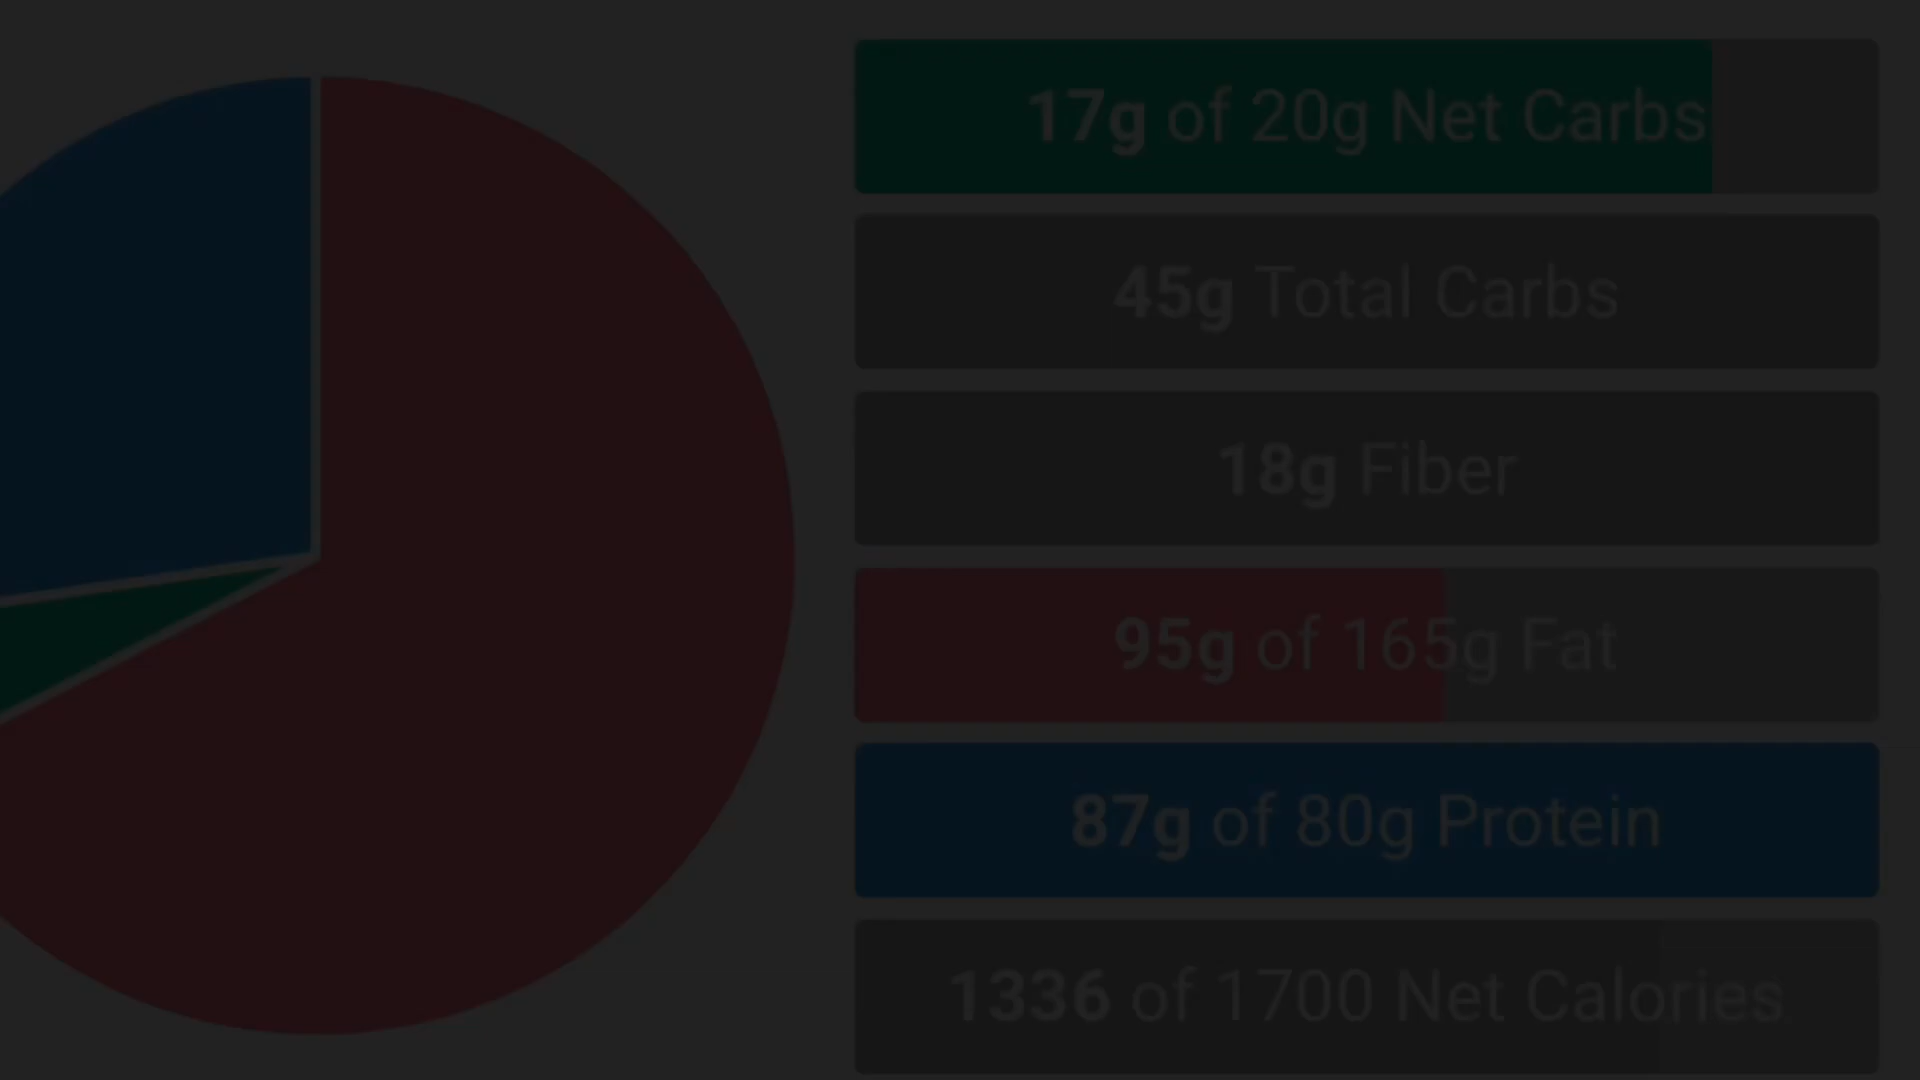 17g of 20g Net Carbs
45g Total Carbs
18g Fiber
95g of 165g Fat
87g of 80g Protein
1336 of 1700 Net Calories